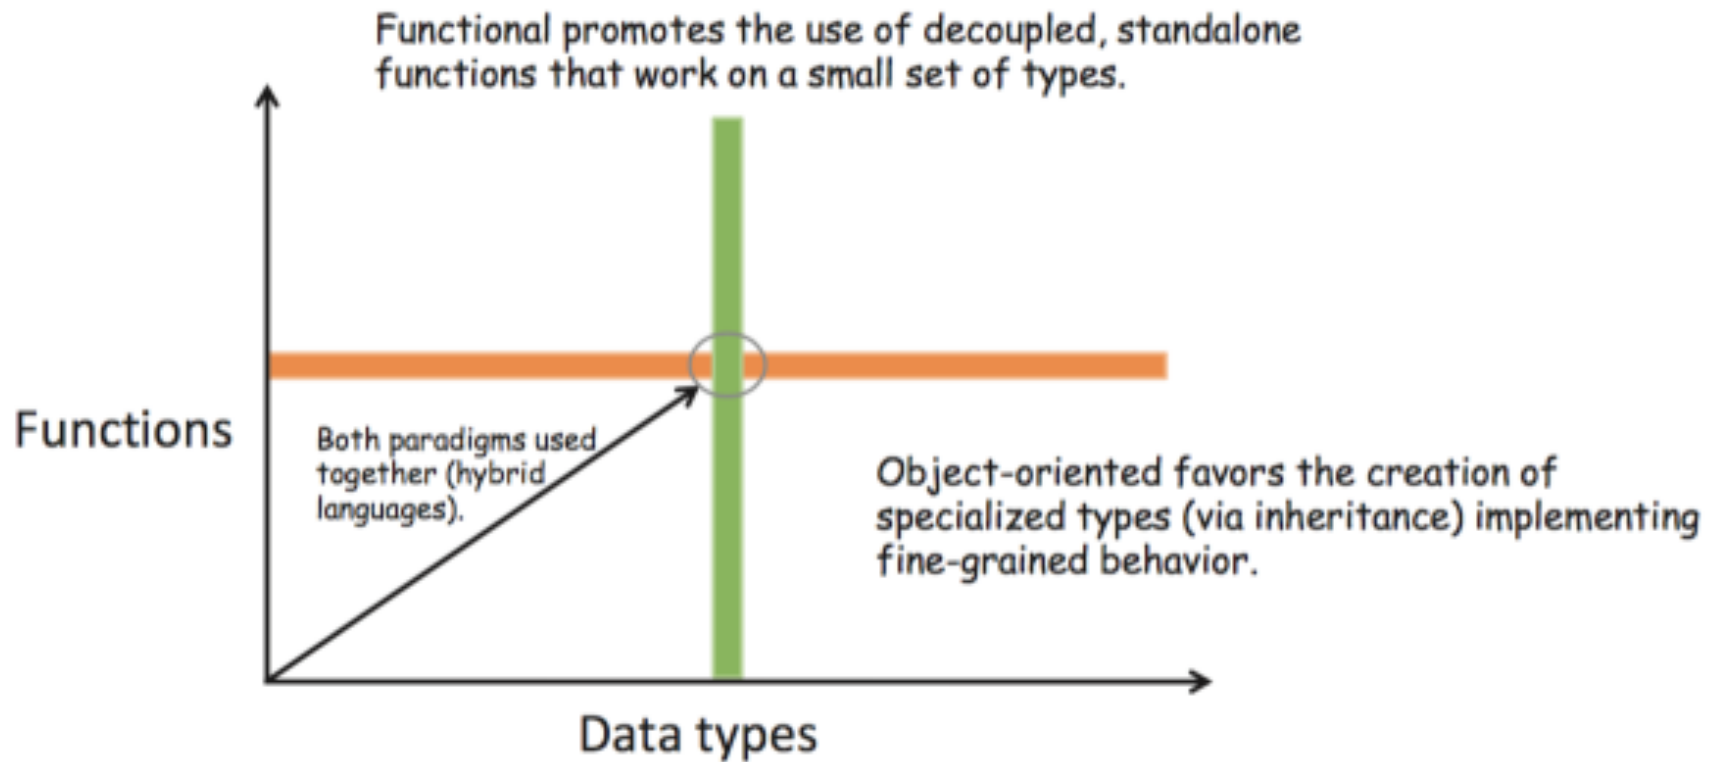 Functional promotes the use of decoupled, standalone
functions that work on a small set of types.
Functions
Both paradigms used
together (hybrid
languages).
Object-oriented favors the creation of
specialized types (via inheritance) implementing
fine-grained behavior.
Data types